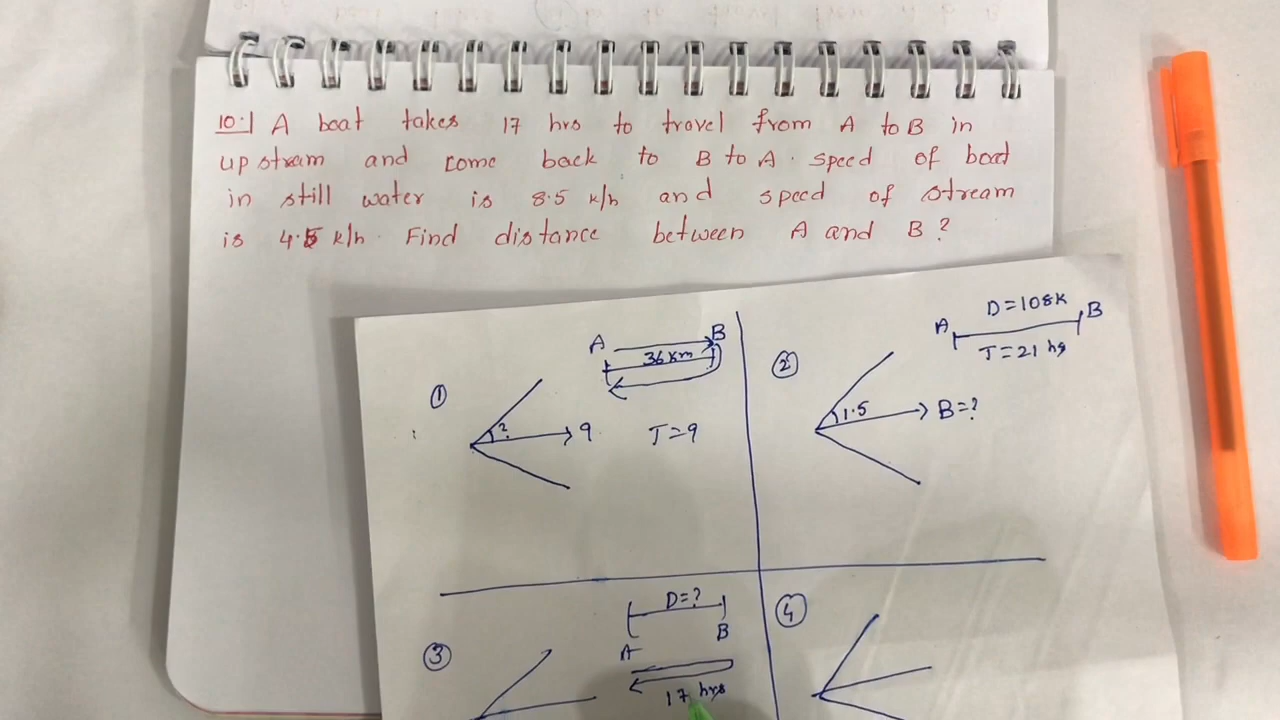 10.) A boat takes 17 hrs to travel from A to B in
upstream and come back to B to A. speed of boat
in still water is 8.5 k/h and speed of stream
is 4.5 k/h. Find distance between A and B?
① A B
36 Km
? 9 T=9
② D=108K
A B
T=21 hs
1.5 B=?
③ D=?
A B
17 hrs
④